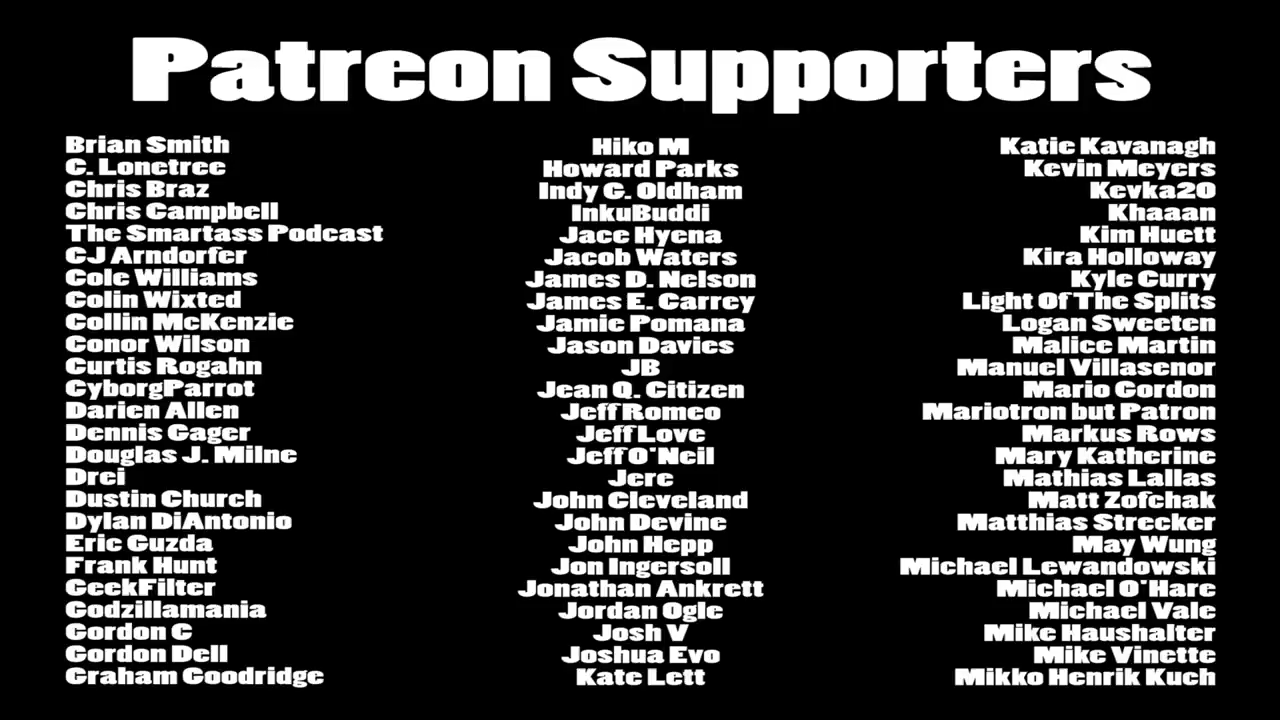 Patreon Supporters
Brian Smith
C. Lonetree
Chris Braz
Chris Campbell
The Smartass Podcast
CJ Arndorfer
Cole Williams
Colin Wixted
Collin McKenzie
Conor Wilson
Curtis Rogahn
CyborgParrot
Darien Allen
Dennis Gager
Douglas J. Milne
Drei
Dustin Church
Dylan DiAntonio
Eric Guzda
Frank Hunt
GeekFilter
Godzillamania
Gordon C
Gordon Dell
Graham Goodridge
Hiko M
Howard Parks
Indy G. Oldham
InkuBuddi
Jace Hyena
Jacob Waters
James D. Nelson
James E. Carrey
Jamie Pomana
Jason Davies
JB
Jean Q. Citizen
Jeff Romeo
Jeff Love
Jeff O'Neil
Jere
John Cleveland
John Devine
John Hepp
Jon Ingersoll
Jonathan Ankrett
Jordan Ogle
Josh V
Joshua Evo
Kate Lett
Katie Kavanagh
Kevin Meyers
Kevka20
Khaaan
Kim Huett
Kira Holloway
Kyle Curry
Light Of The Splits
Logan Sweeten
Malice Martin
Manuel Villasenor
Mario Gordon
Mariotron but Patron
Markus Rows
Mary Katherine
Mathias Lallas
Matt Zofchak
Matthias Strecker
May Wung
Michael Lewandowski
Michael O'Hare
Michael Vale
Mike Haushalter
Mike Vinette
Mikko Henrik Kuch